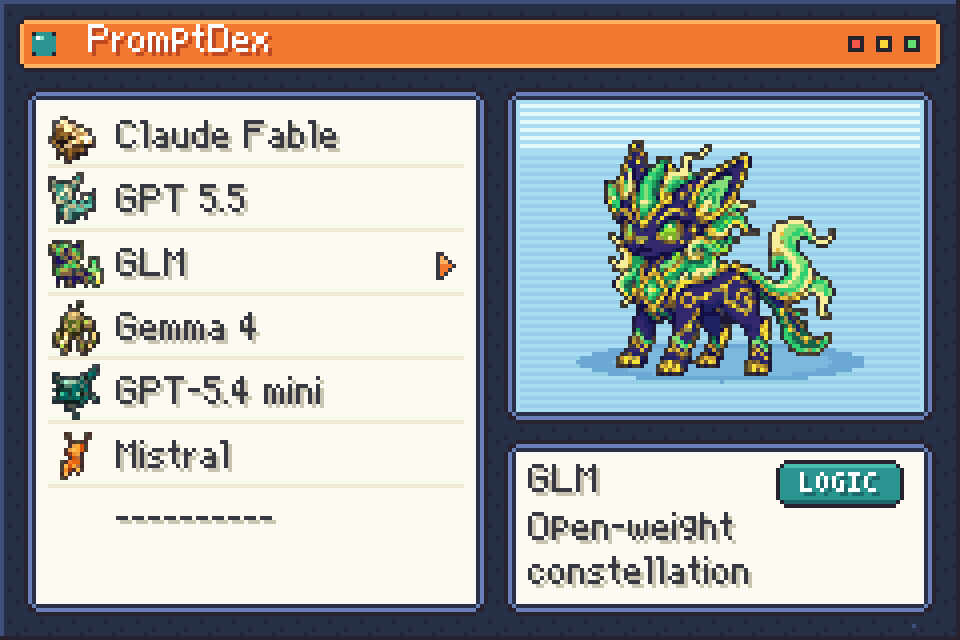 PromptDex
Claude Fable
GPT 5.5
GLM
Gemma 4
GPT-5.4 mini
Mistral
----------
GLM
LOGIC
Open-weight
constellation